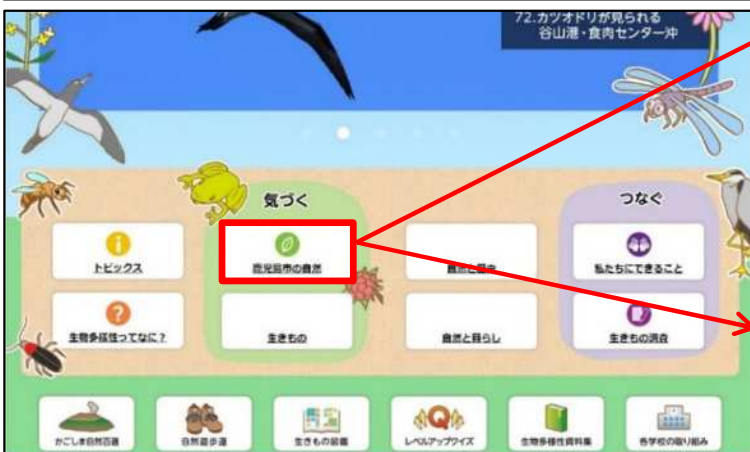 72.カツオドリが見られる
谷山港・食肉センター沖
気づく
つなぐ
トピックス
鹿児島市の自然
自然と歴史
私たちにできること
生物多様性ってなに？
生きもの
自然と暮らし
生きもの調査
かごしま自然百選
自然遊歩道
生きもの図鑑
レベルアップクイズ
生物多様性資料集
各学校の取り組み